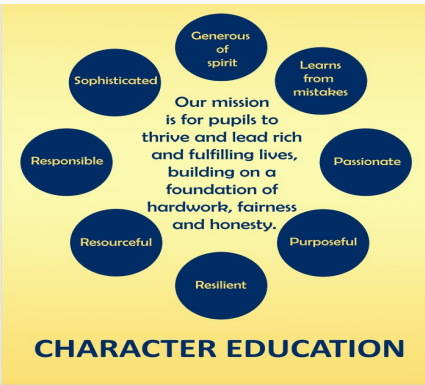 Generous
of
spirit
Learns
from
mistakes
Passionate
Purposeful
Resilient
Resourceful
Responsible
Sophisticated
Our mission
is for pupils to
thrive and lead rich
and fulfilling lives,
building on a
foundation of
hardwork, fairness
and honesty.
CHARACTER EDUCATION